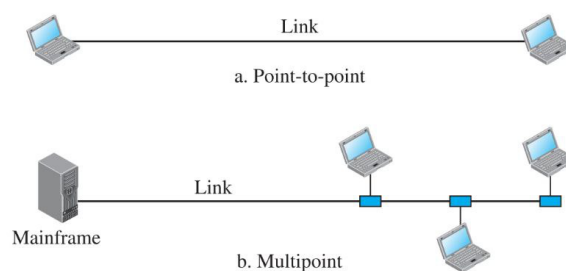 Link
a. Point-to-point
Link
Mainframe
b. Multipoint